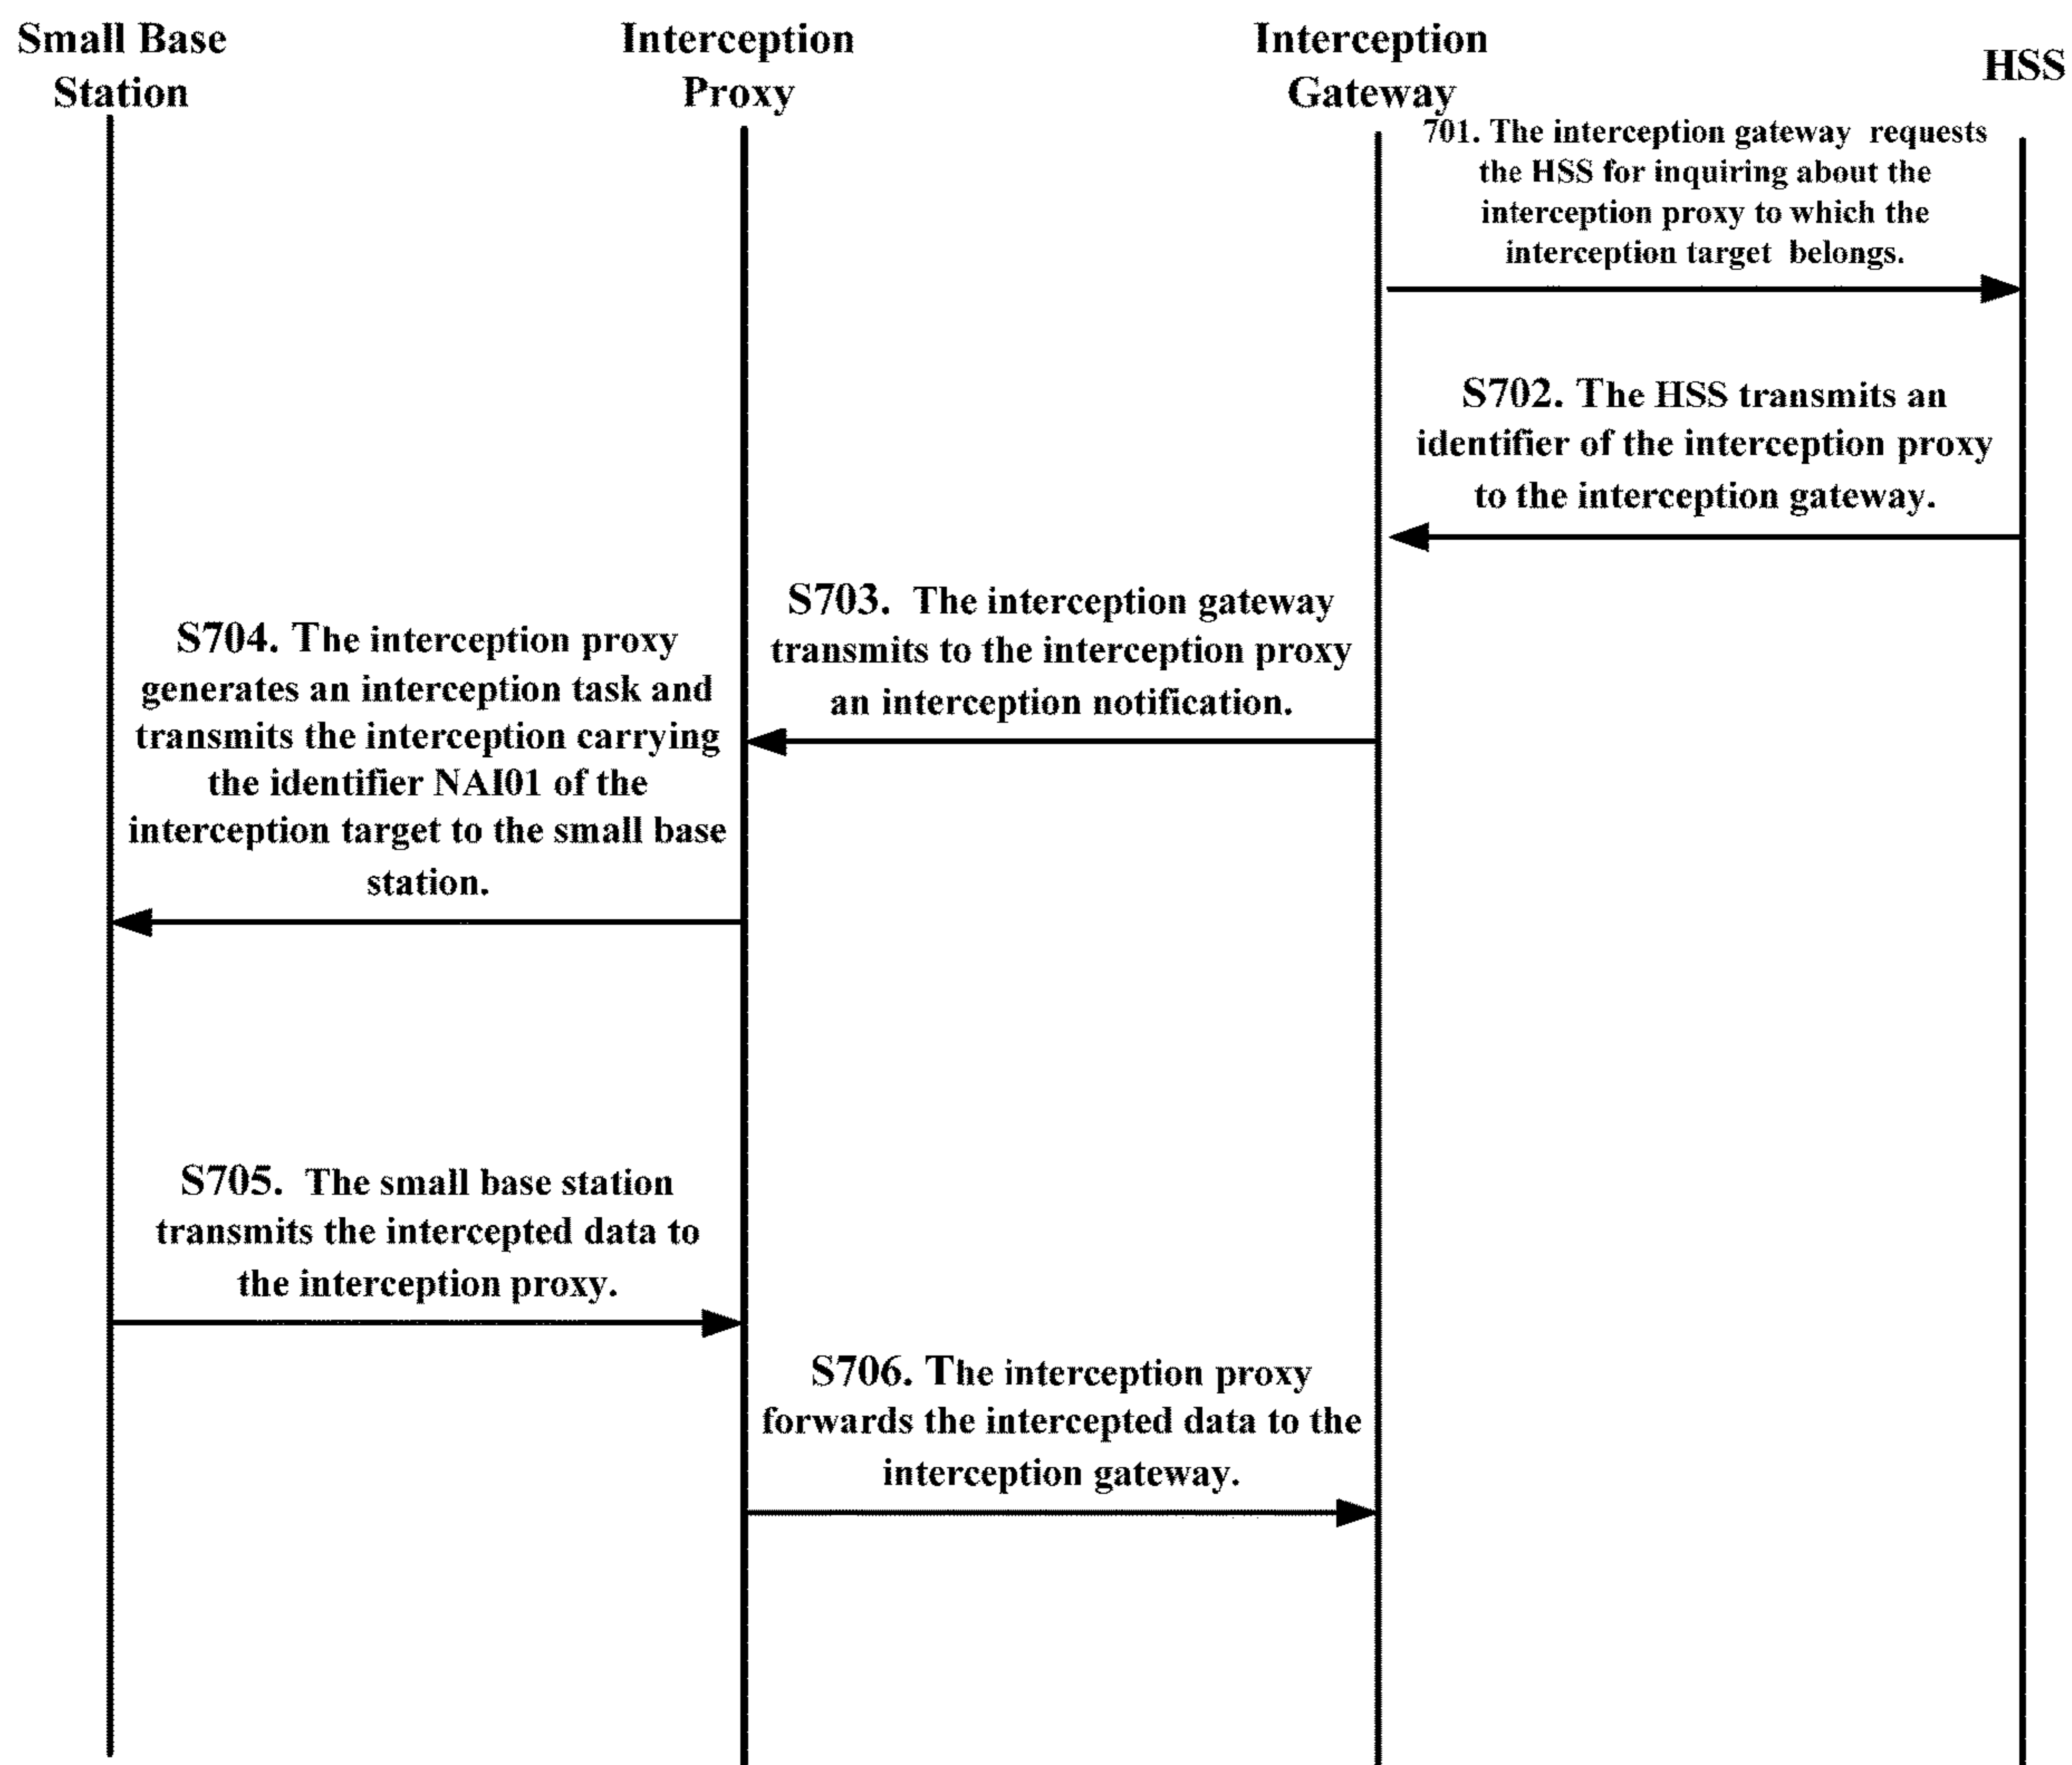 Small Base
Station
Interception
Proxy
Interception
Gateway
HSS
701. The interception gateway requests
the HSS for inquiring about the
interception proxy to which the
interception target belongs.
S702. The HSS transmits an
identifier of the interception proxy
to the interception gateway.
S703. The interception gateway
transmits to the interception proxy
an interception notification.
S704. The interception proxy
generates an interception task and
transmits the interception carrying
the identifier NAI01 of the
interception target to the small base
station.
S705. The small base station
transmits the intercepted data to
the interception proxy.
S706. The interception proxy
forwards the intercepted data to the
interception gateway.